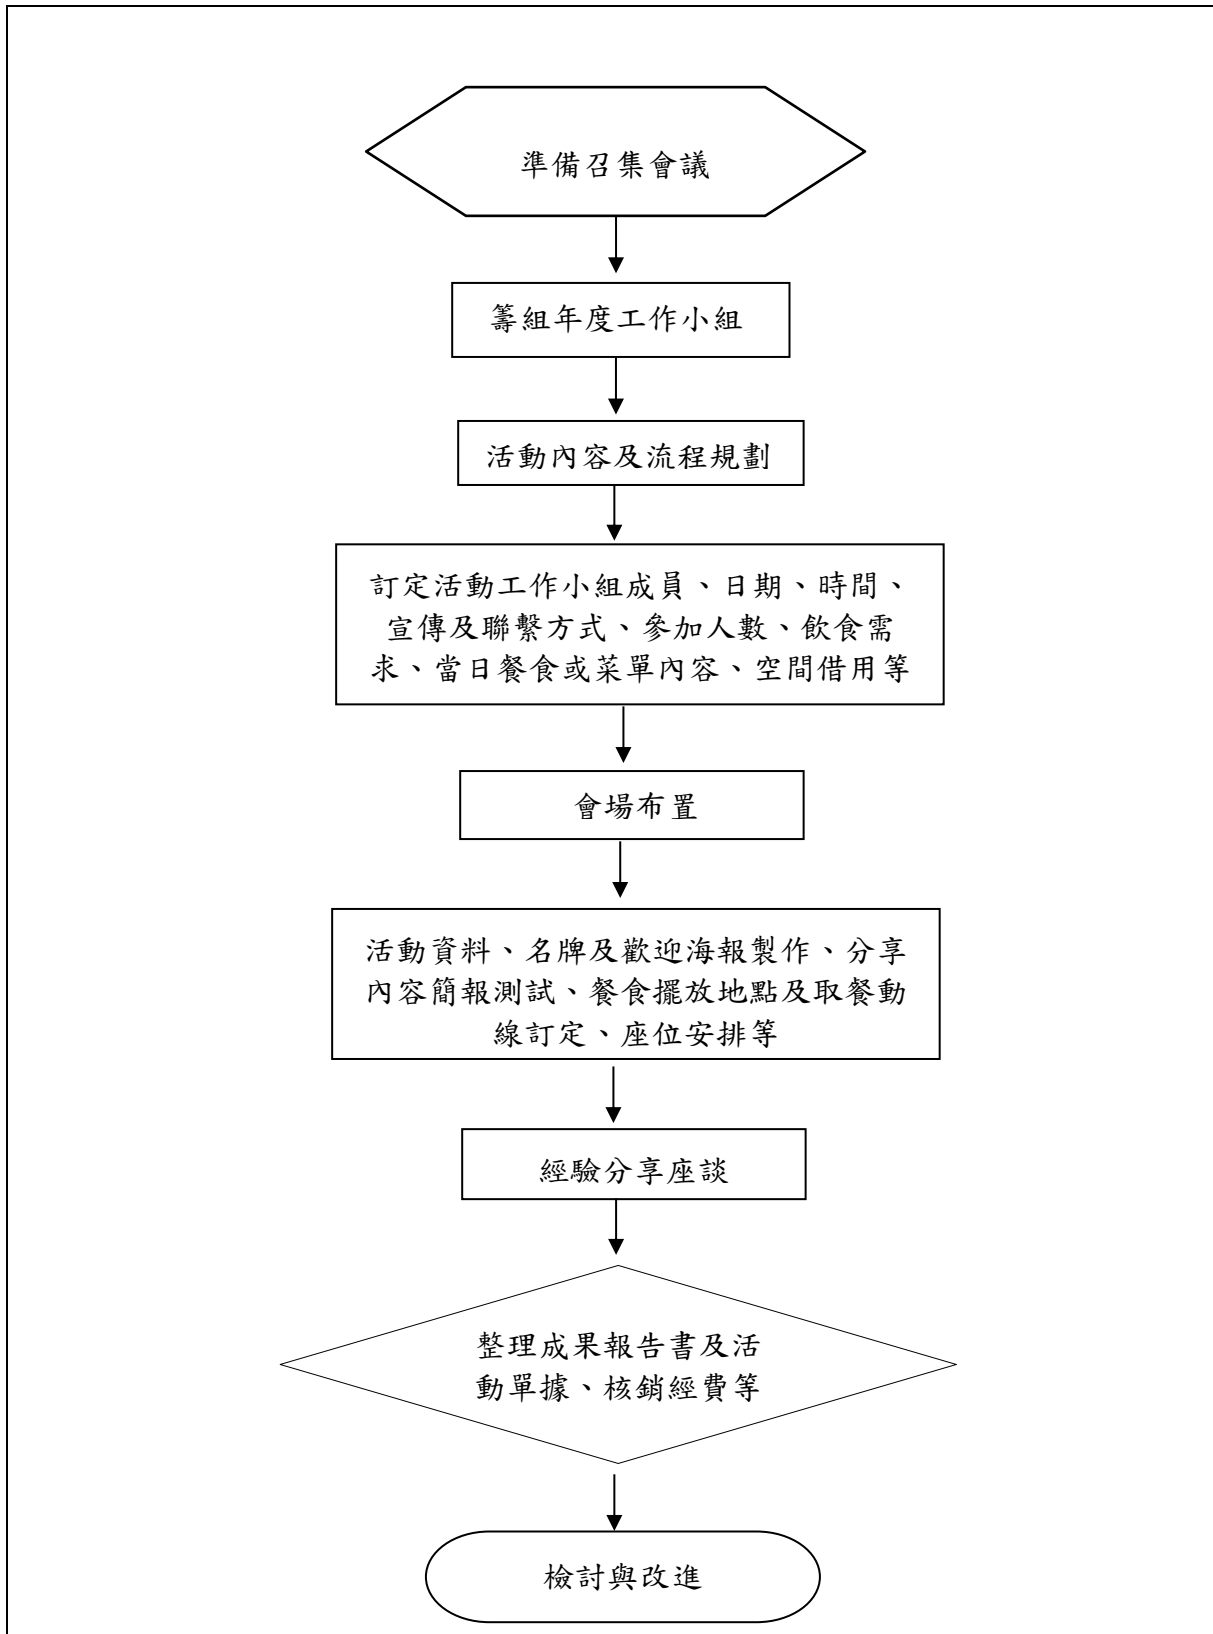 準備召集會議
籌組年度工作小組
活動內容及流程規劃
訂定活動工作小組成員、日期、時間、
宣傳及聯繫方式、參加人數、飲食需
求、當日餐食或菜單內容、空間借用等
會場布置
活動資料、名牌及歡迎海報製作、分享
內容簡報測試、餐食擺放地點及取餐動
線訂定、座位安排等
經驗分享座談
整理成果報告書及活
動單據、核銷經費等
檢討與改進